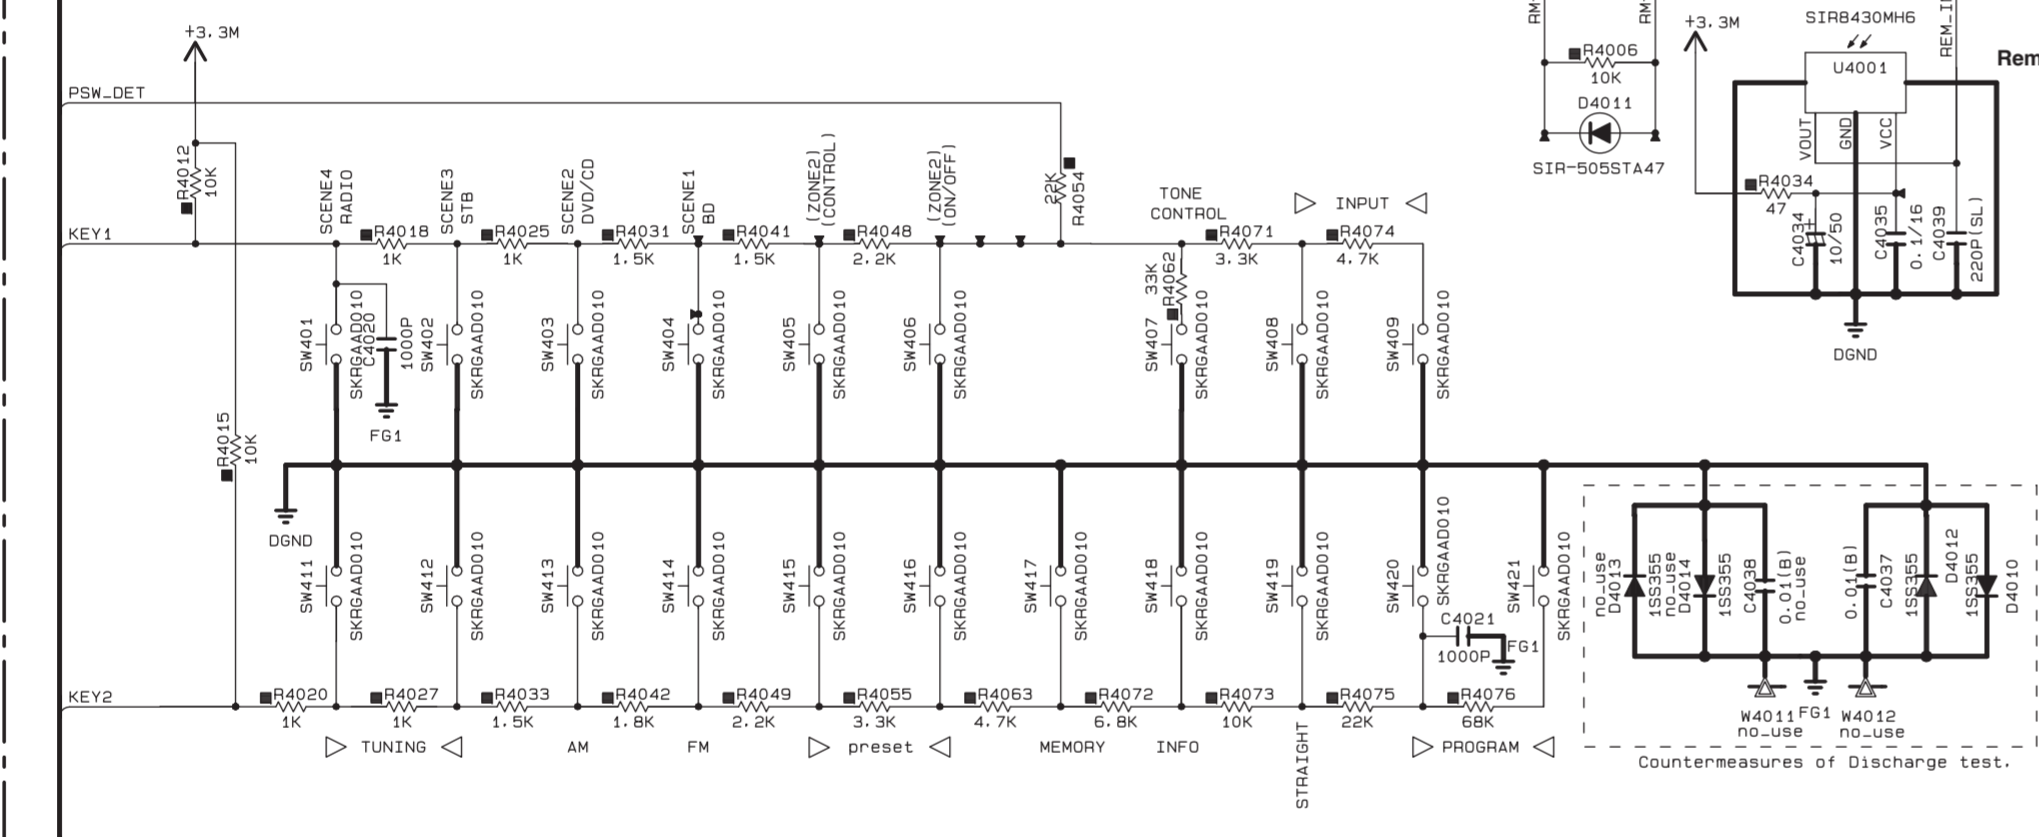 +3.3M
PSW_DET
R4012
10K
KEY1
R4015
10K
KEY2
SCENE4
RADIO
R4018
1K
SCENE3
STB
R4025
1K
SCENE2
DVD/CD
R4031
1.5K
SCENE1
BD
R4041
1.5K
(ZONE2)
(CONTROL)
R4048
2.2K
(ZONE2)
(ON/OFF)
22K
R4054
TONE
CONTROL
R4071
3.3K
INPUT
R4074
4.7K
33K
R4062
SW401
SKRGAAD010
C4020
1000P
FG1
SW402
SKRGAAD010
SW403
SKRGAAD010
SW404
SKRGAAD010
SW405
SKRGAAD010
SW406
SKRGAAD010
SW407
SKRGAAD010
SW408
SKRGAAD010
SW409
SKRGAAD010
DGND
SW411
SKRGAAD010
SW412
SKRGAAD010
SW413
SKRGAAD010
SW414
SKRGAAD010
SW415
SKRGAAD010
SW416
SKRGAAD010
SW417
SKRGAAD010
SW418
SKRGAAD010
SW419
SKRGAAD010
SW420
SKRGAAD010
C4021
1000P
FG1
SW421
SKRGAAD010
R4020
1K
R4027
1K
R4033
1.5K
R4042
1.8K
R4049
2.2K
R4055
3.3K
R4063
4.7K
R4072
6.8K
R4073
10K
R4075
22K
R4076
68K
TUNING
AM
FM
preset
MEMORY
INFO
STRAIGHT
PROGRAM
RM
RM
R4006
10K
D4011
SIR-505STA47
+3.3M
SIR8430MH6
U4001
VOUT
GND
VCC
REM_I
Rem
R4034
47
C4034
+
10/50
C4035
0.1/16
C4039
220P(SL)
DGND
no_use
D4013
1SS355
no_use
D4014
1SS355
C4038
0.01(B)
no_use
0.01(B)
C4037
1SS355
D4012
1SS355
D4010
W4011
no_use
FG1
W4012
no_use
Countermeasures of Discharge test.